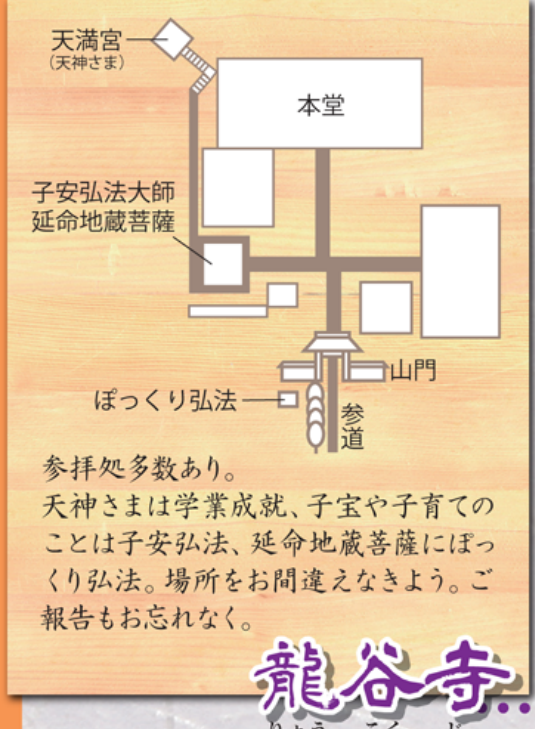 天満宮
（天神さま）
本堂
子安弘法大師
延命地蔵菩薩
山門
ぽっくり弘法
参道
参拝処多数あり。
天神さまは学業成就、子宝や子育ての
ことは子安弘法、延命地蔵菩薩にぽっ
くり弘法。場所をお間違えなきよう。ご
報告もお忘れなく。
龍谷寺